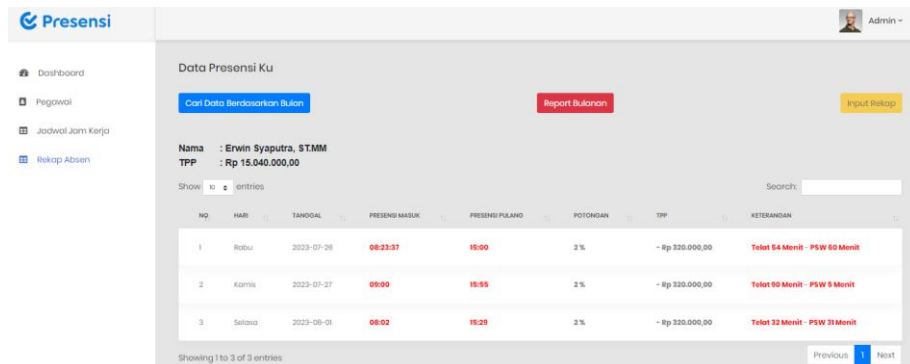 Presensi
Admin
Dashboard
Pegawai
Jadwal Jam Kerja
Rekap Absen
Data Presensi Ku
Cari Data Berdasarkan Bulan
Report Bulanan
Input Rekap
Nama : Erwin Syaputra, ST.MM
TPP : Rp 15.040.000,00
Show 10 entries
Search:
NO HARI TANGGAL PRESENSI MASUK PRESENSI PULANG POTONGAN TPP KETERANGAN
1 Rabu 2023-07-26 08:23:37 15:00 2 % - Rp 320.000,00 Telat 54 Menit - PSW 60 Menit
2 Kamis 2023-07-27 09:00 15:55 2 % - Rp 320.000,00 Telat 90 Menit - PSW 5 Menit
3 Selasa 2023-08-01 08:02 15:29 2 % - Rp 320.000,00 Telat 32 Menit - PSW 31 Menit
Showing 1 to 3 of 3 entries
Previous 1 Next